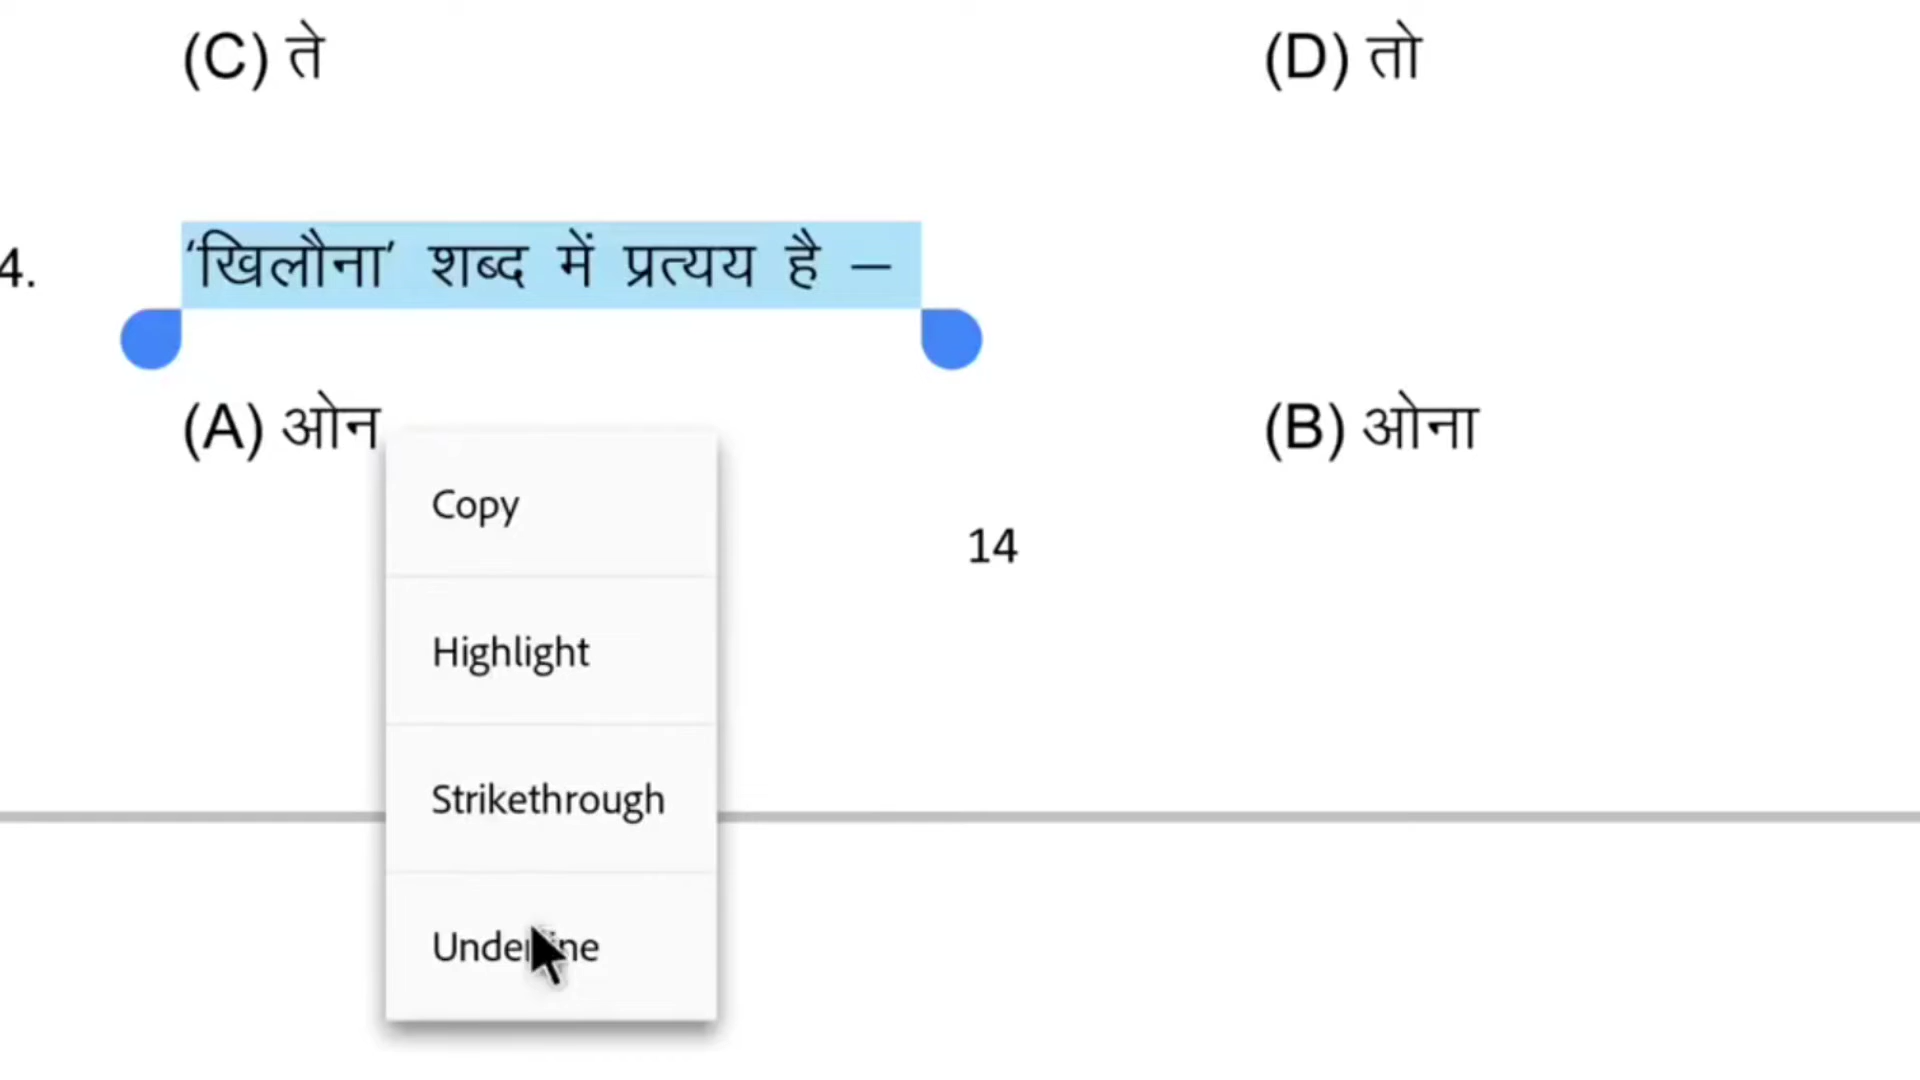 (C) ते (D) तो
4. ‘खिलौना’ शब्द में प्रत्यय है –
(A) ओन (B) ओना
Copy
14
Highlight
Strikethrough
Underline